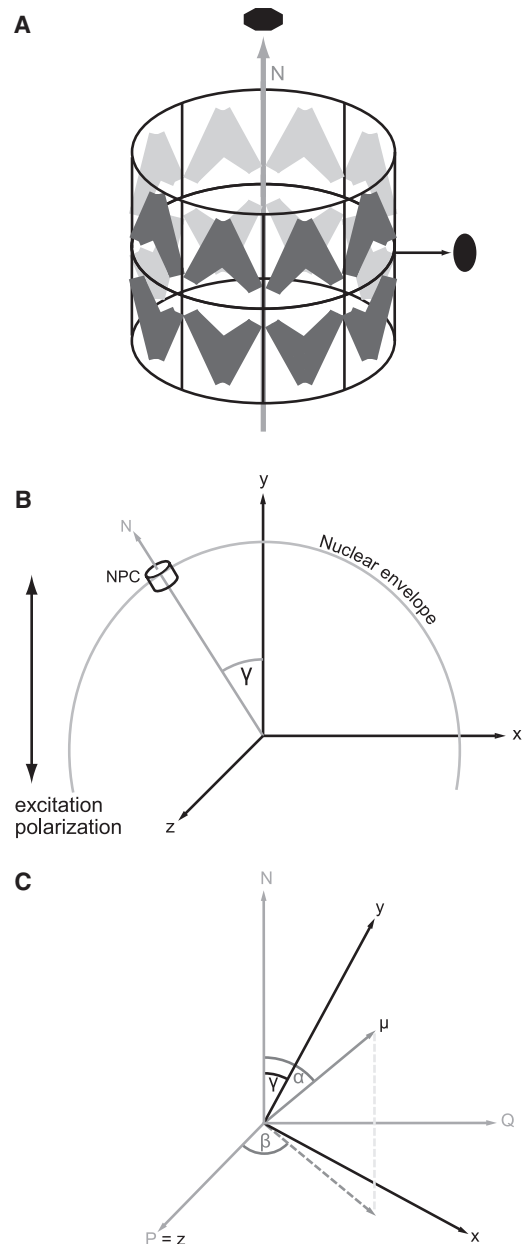 A
N
B
y
N
NPC
Nuclear envelope
γ
x
excitation
polarization
z
C
N
y
μ
γ
α
Q
β
P = z
x